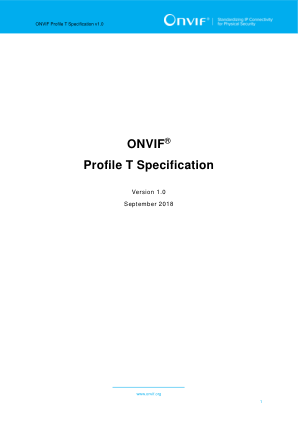 ONVIF Profile T Specification v1.0
ONVIF® | Standardizing IP Connectivity
for Physical Security
ONVIF®
Profile T Specification
Version 1.0
September 2018
www.onvif.org
1